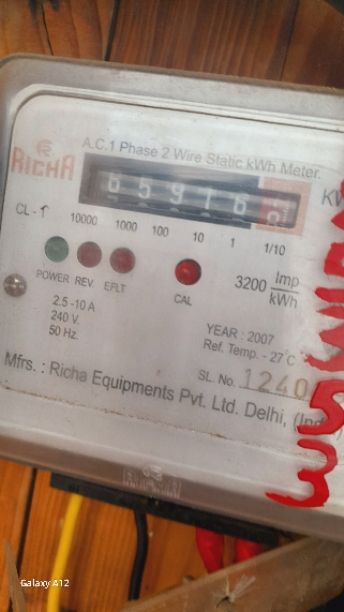 A.C.1 Phase 2 Wire Static kWh Meter.
RICHA
65976
CL - 1
10000 1000 100 10 1 1/10
POWER REV. EFLT
CAL
3200 Imp
kWh
2.5 -10 A
240 V.
50 Hz.
YEAR : 2007
Ref. Temp. - 27°C
SL. No. 1240
Mfrs. : Richa Equipments Pvt. Ltd. Delhi,
Galaxy A12